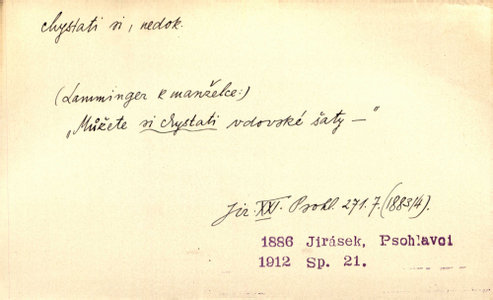 chystati si, nedok.
(Lamminger k manželce:)
„Můžete si chystati vdovské šaty —"
Jir. XXI. Psohl. 271. 7. (1883/4).
1886 Jirásek, Psohlavci
1912 Sp. 21.